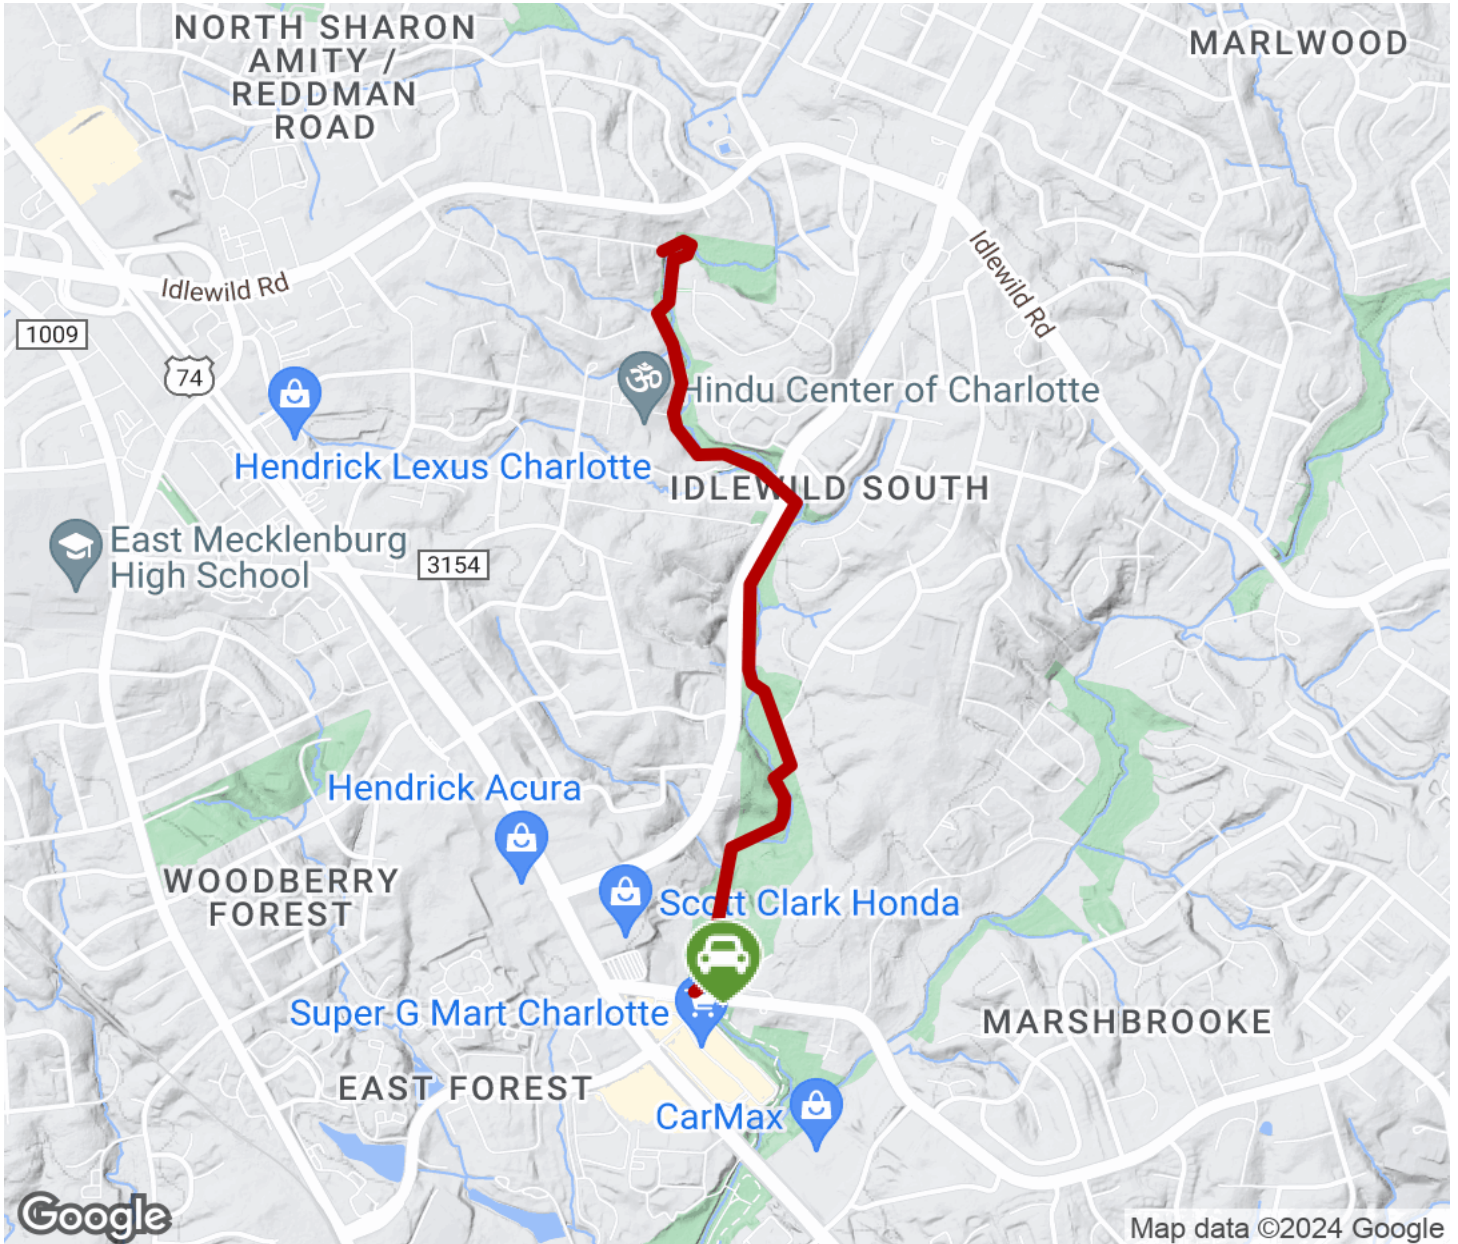 NORTH SHARON
AMITY /
REDDMAN
ROAD
MARLWOOD
Idlewild Rd
Idlewild Rd
1009
74
Hindu Center of Charlotte
Hendrick Lexus Charlotte
IDLEWILD SOUTH
East Mecklenburg
High School
3154
Hendrick Acura
WOODBERRY
FOREST
Scott Clark Honda
Super G Mart Charlotte
MARSHBROOKE
EAST FOREST
CarMax
Google
Map data ©2024 Google